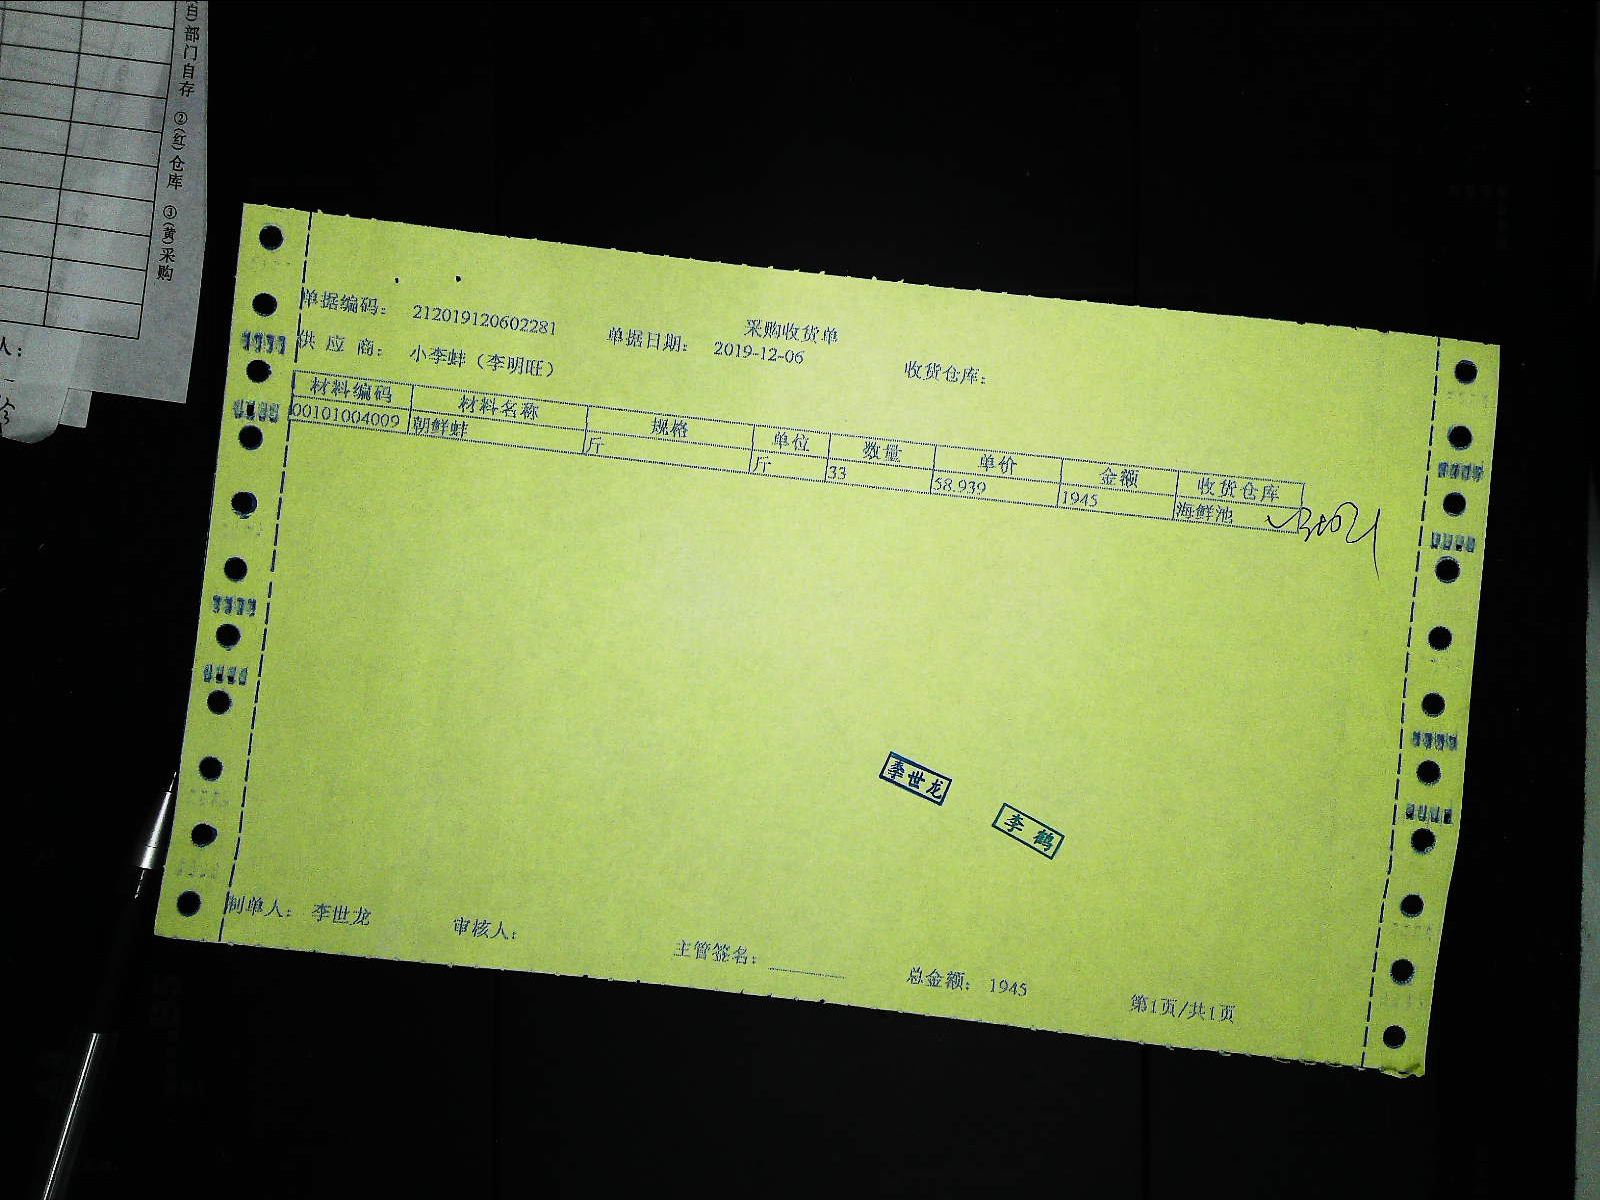 自）部门自存 ②（红）仓库 ③（黄）采购
人：
采购收货单
单据编码： 212019120602281 单据日期： 2019-12-06 收货仓库：
供 应 商： 小李蚌（李明旺）
材料编码 材料名称 规格 单位 数量 单价 金额 收货仓库
00101004009 朝鲜蚌 斤 斤 33 58.939 1945 海鲜池
李世龙
李鹤
制单人： 李世龙 审核人： 主管签名： 总金额： 1945 第1页/共1页